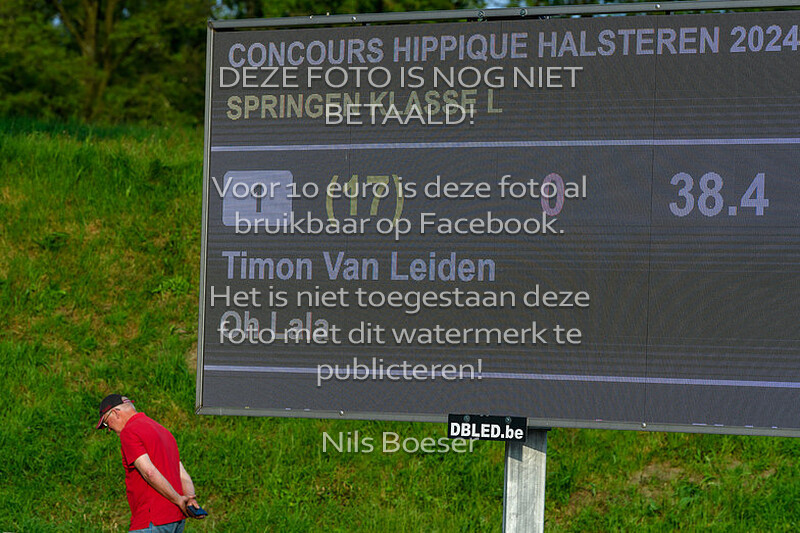 CONCOURS HIPPIQUE HALSTEREN 2024
DEZE FOTO IS NOG NIET
SPRINGEN KLASSE L
BETAALD!
1 (17) 0 38.4
Voor 10 euro is deze foto al
bruikbaar op Facebook.
Timon Van Leiden
Het is niet toegestaan deze
Oh Lala
foto met dit watermerk te
publicteren!
DBLED.be
Nils Boeser